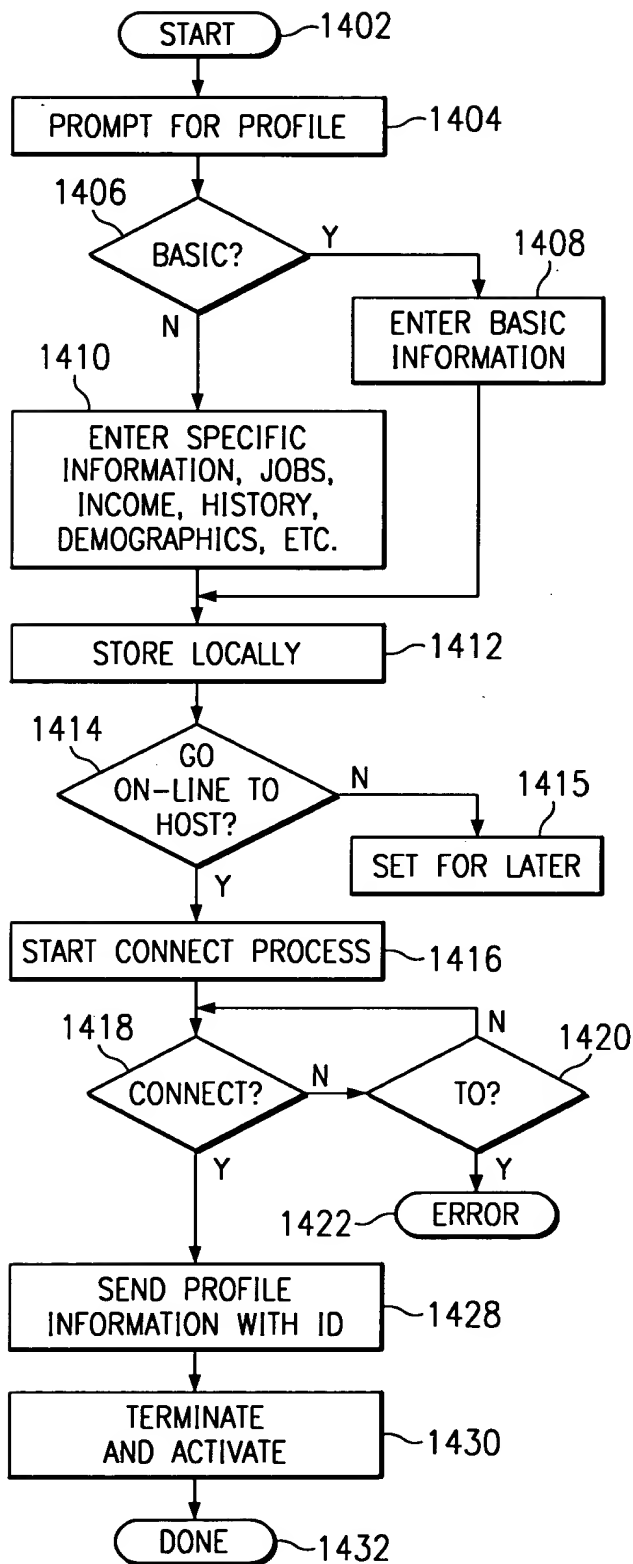 START
1402
PROMPT FOR PROFILE
1404
1406
BASIC?
Y
N
1408
ENTER BASIC
INFORMATION
1410
ENTER SPECIFIC
INFORMATION, JOBS,
INCOME, HISTORY,
DEMOGRAPHICS, ETC.
STORE LOCALLY
1412
1414
GO
ON-LINE TO
HOST?
N
Y
1415
SET FOR LATER
START CONNECT PROCESS
1416
1418
CONNECT?
N
Y
N
1420
TO?
Y
1422
ERROR
SEND PROFILE
INFORMATION WITH ID
1428
TERMINATE
AND ACTIVATE
1430
DONE
1432